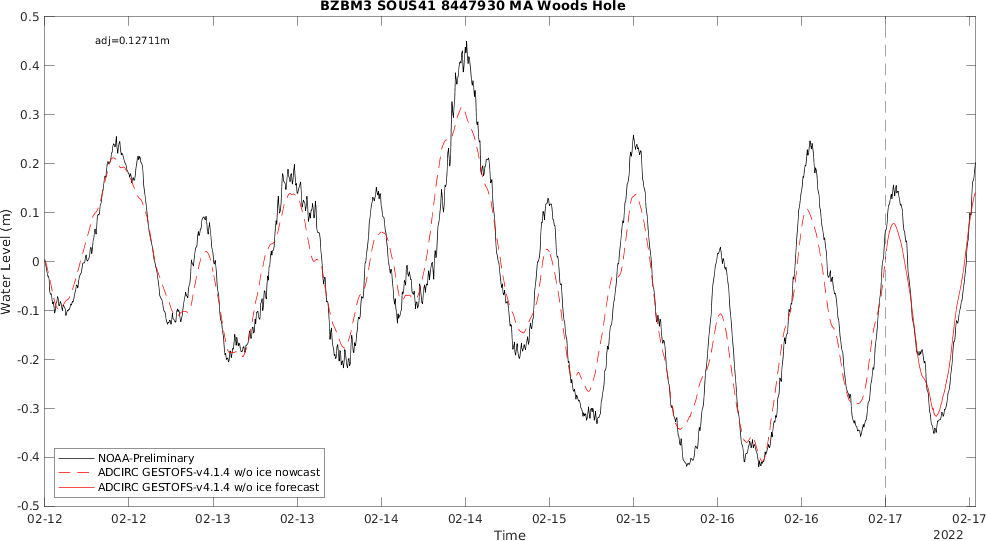 BZBM3 SOUS41 8447930 MA Woods Hole
adj=0.12711m
0.5
0.4
0.3
0.2
0.1
0
-0.1
-0.2
-0.3
-0.4
-0.5
Water Level (m)
NOAA-Preliminary
ADCIRC GESTOFS-v4.1.4 w/o ice nowcast
ADCIRC GESTOFS-v4.1.4 w/o ice forecast
02-12 02-12 02-13 02-13 02-14 02-14 02-15 02-15 02-16 02-16 02-17 02-17
Time
2022